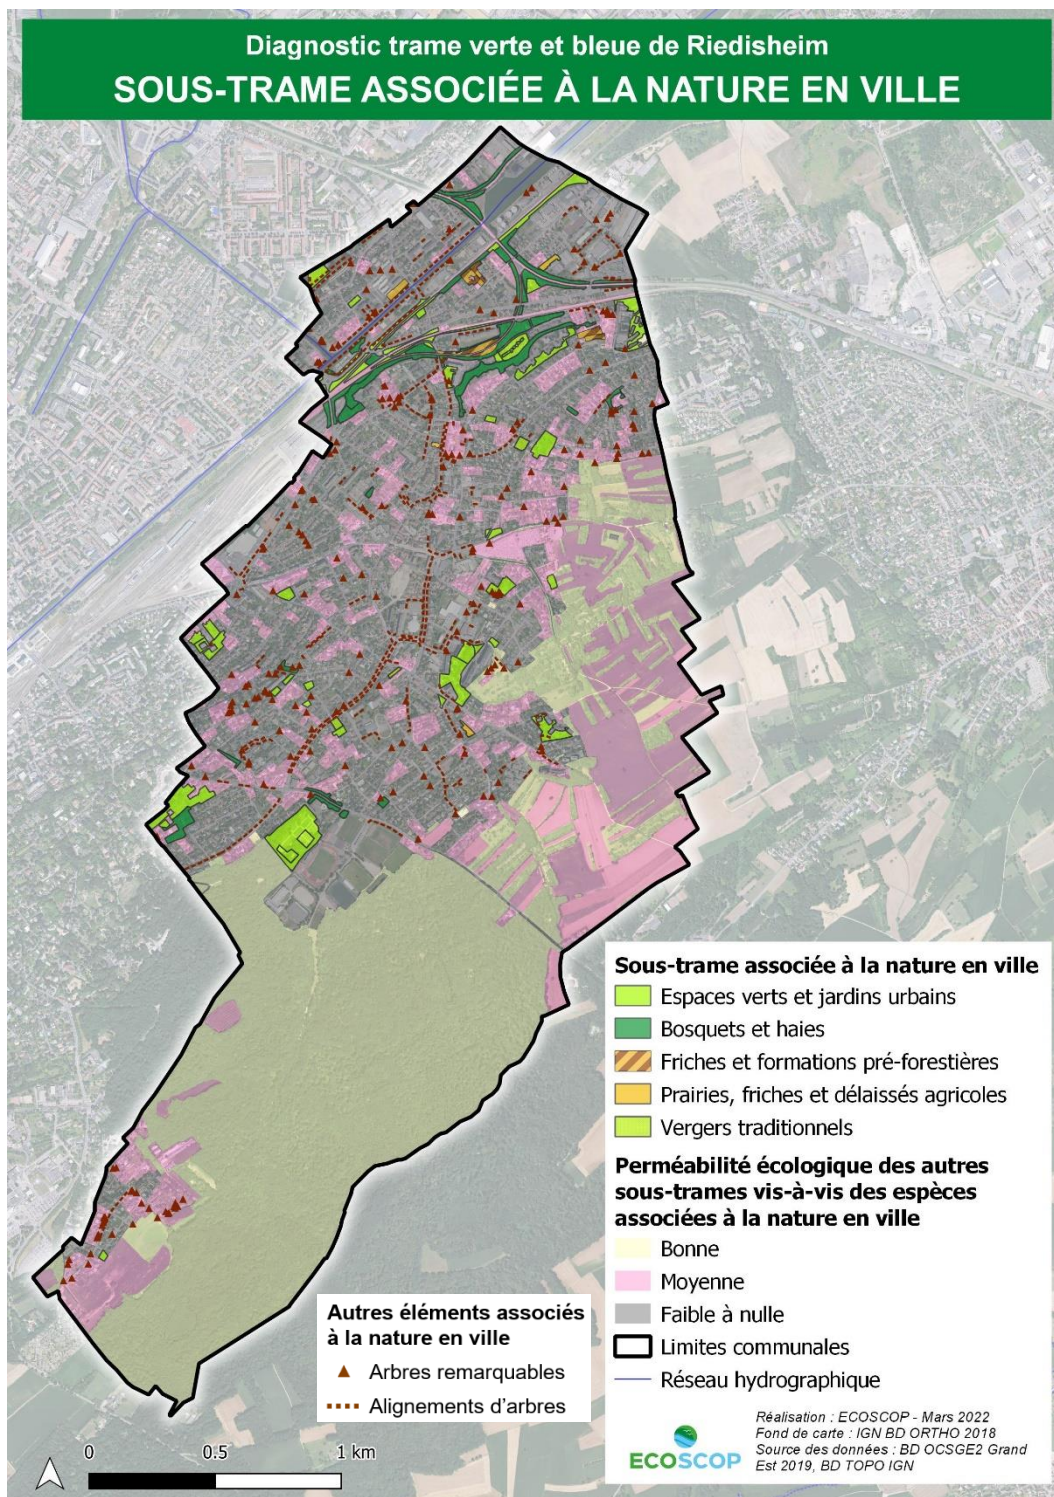 Diagnostic trame verte et bleue de Riedisheim
SOUS-TRAME ASSOCIÉE À LA NATURE EN VILLE
Sous-trame associée à la nature en ville
Espaces verts et jardins urbains
Bosquets et haies
Friches et formations pré-forestières
Prairies, friches et délaissés agricoles
Vergers traditionnels
Perméabilité écologique des autres
sous-trames vis-à-vis des espèces
associées à la nature en ville
Bonne
Moyenne
Faible à nulle
Limites communales
Réseau hydrographique
Autres éléments associés
à la nature en ville
Arbres remarquables
Alignements d'arbres
0 0.5 1 km
ECOSCOP
Réalisation : ECOSCOP - Mars 2022
Fond de carte : IGN BD ORTHO 2018
Source des données : BD OCSGE2 Grand
Est 2019, BD TOPO IGN